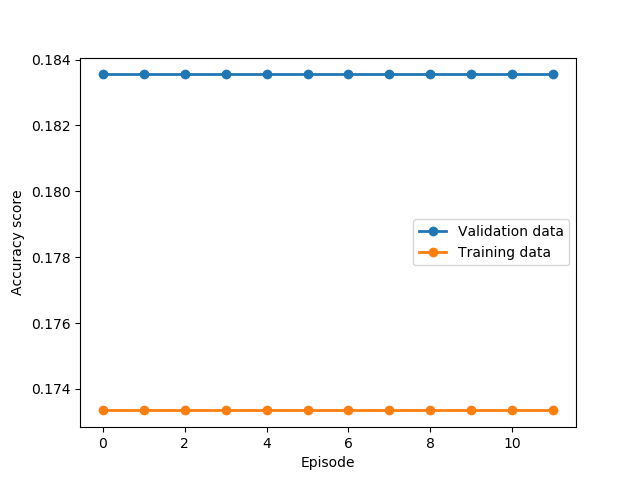 0.184
0.182
0.180
0.178
0.176
0.174
Accuracy score
Validation data
Training data
0 2 4 6 8 10
Episode